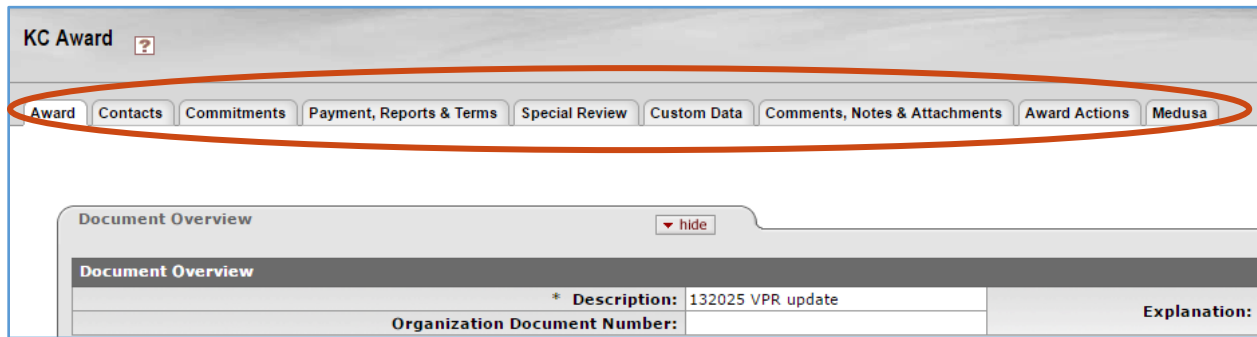 KC Award ?
Award Contacts Commitments Payment, Reports & Terms Special Review Custom Data Comments, Notes & Attachments Award Actions Medusa
Document Overview hide
Document Overview
* Description: 132025 VPR update Explanation:
Organization Document Number: